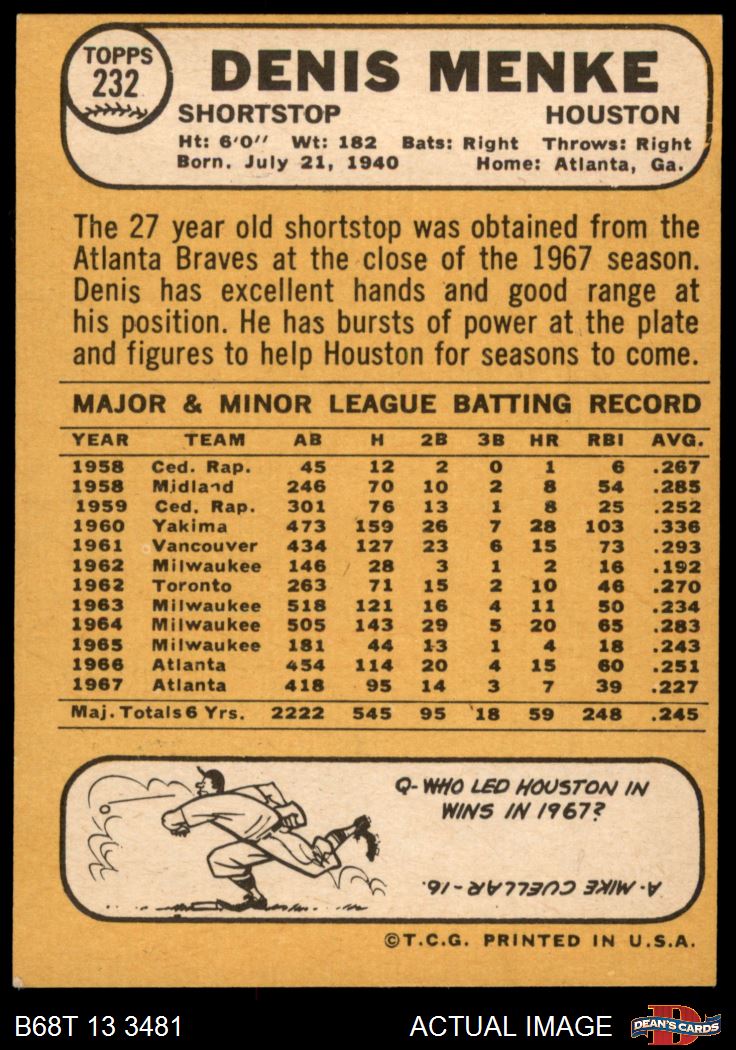 TOPPS
232
DENIS MENKE
SHORTSTOP HOUSTON
Ht: 6'0" Wt: 182 Bats: Right Throws: Right
Born. July 21, 1940 Home: Atlanta, Ga.
The 27 year old shortstop was obtained from the
Atlanta Braves at the close of the 1967 season.
Denis has excellent hands and good range at
his position. He has bursts of power at the plate
and figures to help Houston for seasons to come.
MAJOR & MINOR LEAGUE BATTING RECORD
YEAR TEAM AB H 2B 3B HR RBI AVG.
1958 Ced. Rap. 45 12 2 0 1 6 .267
1958 Midland 246 70 10 2 8 54 .285
1959 Ced. Rap. 301 76 13 1 8 25 .252
1960 Yakima 473 159 26 7 28 103 .336
1961 Vancouver 434 127 23 6 15 73 .293
1962 Milwaukee 146 28 3 1 2 16 .192
1962 Toronto 263 71 15 2 10 46 .270
1963 Milwaukee 518 121 16 4 11 50 .234
1964 Milwaukee 505 143 29 5 20 65 .283
1965 Milwaukee 181 44 13 1 4 18 .243
1966 Atlanta 454 114 20 4 15 60 .251
1967 Atlanta 418 95 14 3 7 39 .227
Maj. Totals 6 Yrs. 2222 545 95 18 59 248 .245
Q- WHO LED HOUSTON IN
WINS IN 1967?
A- MIKE CUELLAR - 16.
©T.C.G. PRINTED IN U.S.A.
B68T 13 3481 ACTUAL IMAGE DEAN'S CARDS